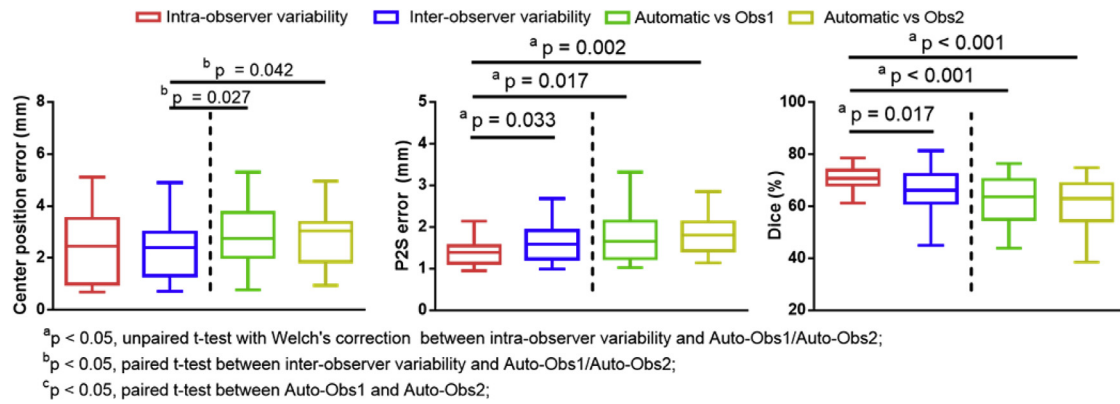 Intra-observer variability Inter-observer variability Automatic vs Obs1 Automatic vs Obs2
b p = 0.042
b p = 0.027
Center position error (mm)
8
6
4
2
0
a p = 0.002
a p = 0.017
a p = 0.033
P2S error (mm)
5
4
3
2
1
0
a p < 0.001
a p < 0.001
a p = 0.017
Dice (%)
100
80
60
40
20
a p < 0.05, unpaired t-test with Welch's correction between intra-observer variability and Auto-Obs1/Auto-Obs2;
b p < 0.05, paired t-test between inter-observer variability and Auto-Obs1/Auto-Obs2;
c p < 0.05, paired t-test between Auto-Obs1 and Auto-Obs2;